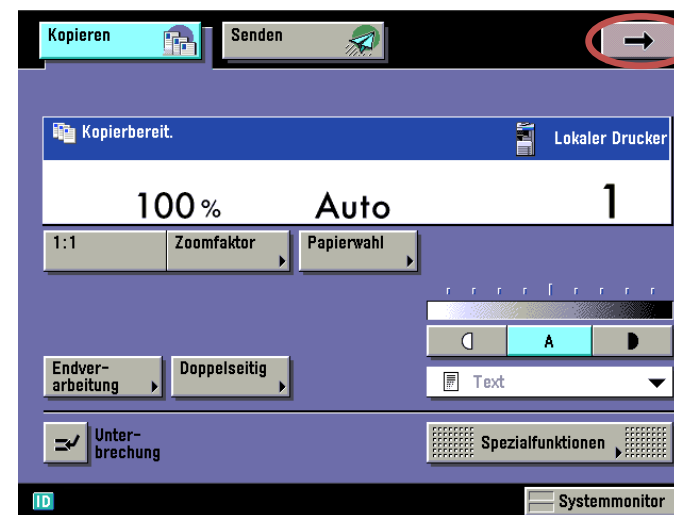 Kopieren
Senden
Kopierbereit.
Lokaler Drucker
100 %
Auto
1
1:1
Zoomfaktor
Papierwahl
A
Endver-
arbeitung
Doppelseitig
Text
Unter-
brechung
Spezialfunktionen
ID
Systemmonitor